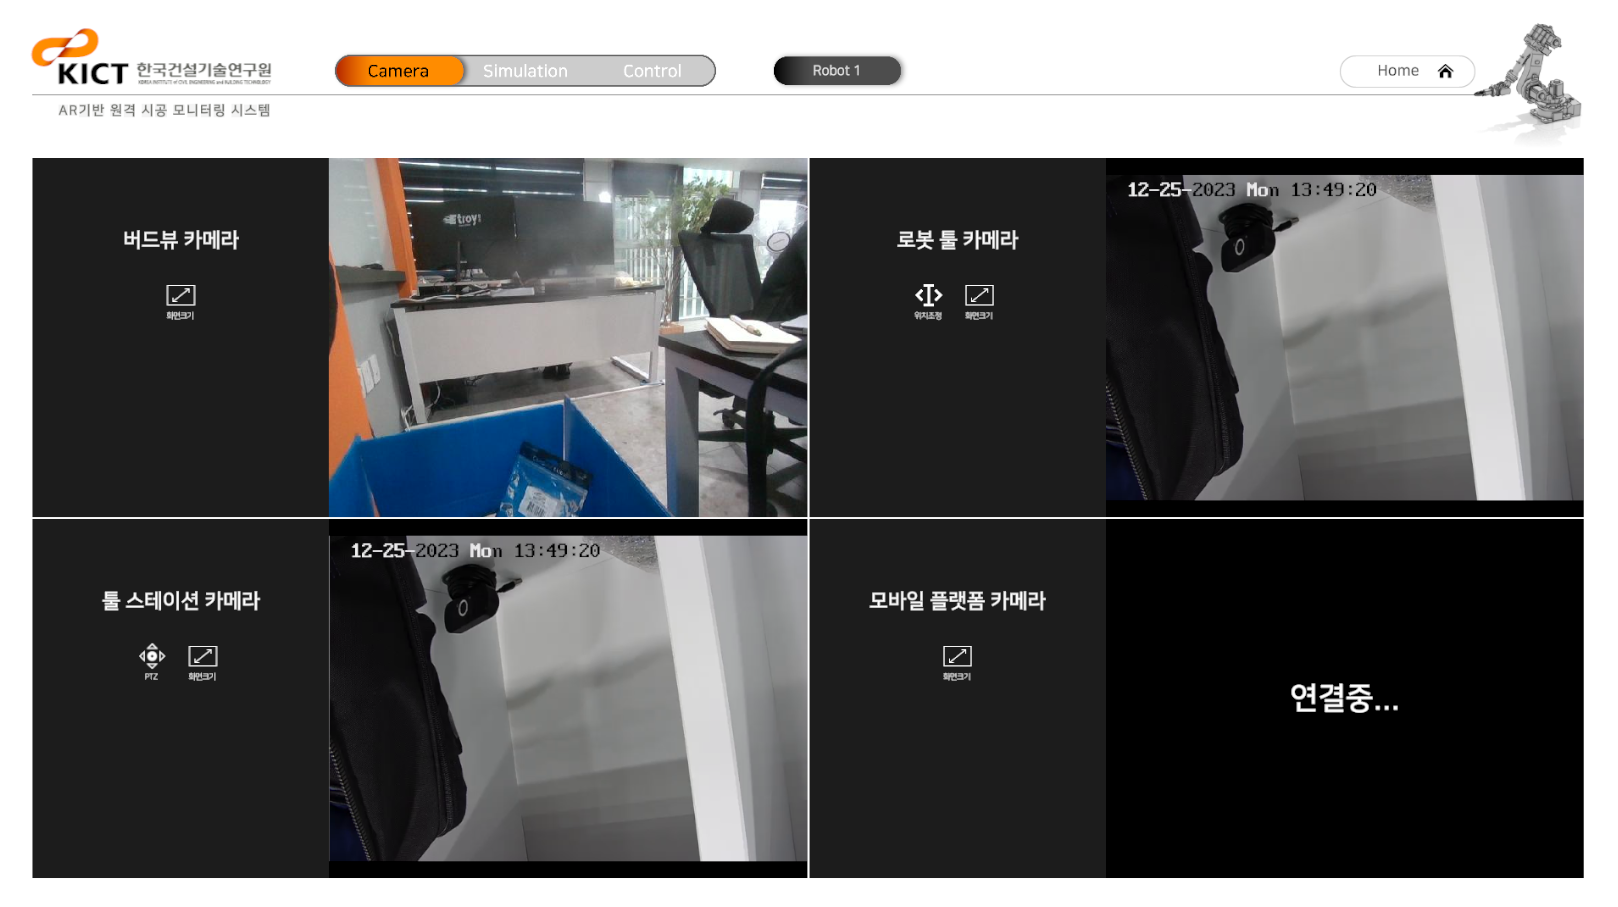 KICT 한국건설기술연구원
KOREA INSTITUTE of CIVIL ENGINEERING and BUILDING TECHNOLOGY
AR기반 원격 시공 모니터링 시스템
Camera Simulation Control
Robot 1
Home
버드뷰 카메라
화면크기
troy
로봇 툴 카메라
위치조정 화면크기
12-25-2023 Mon 13:49:20
툴 스테이션 카메라
PTZ 화면크기
12-25-2023 Mon 13:49:20
모바일 플랫폼 카메라
화면크기
연결중...